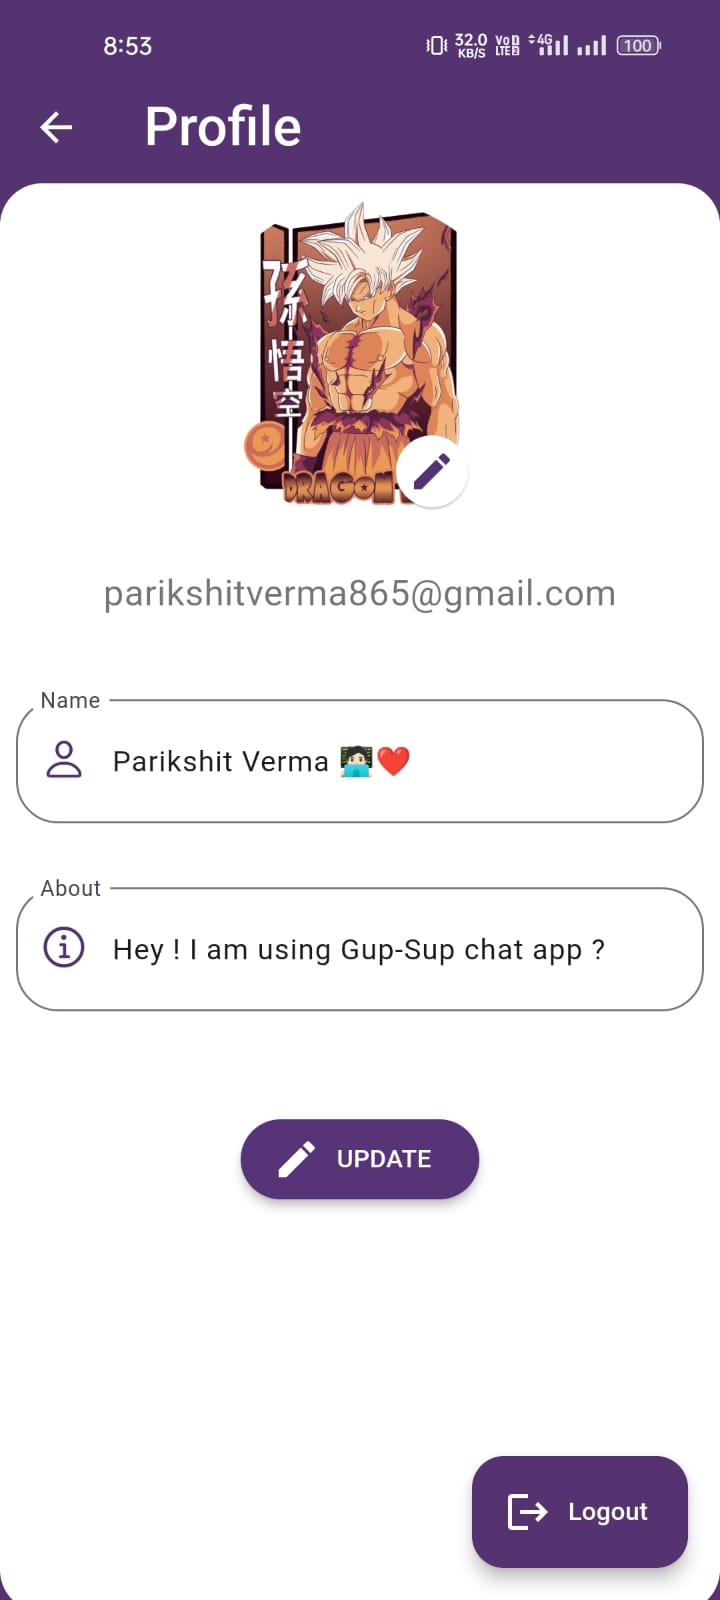 8:53 32.0 KB/S VoD LTE2 4G 100
Profile
孫悟空
DRAGON
parikshitverma865@gmail.com
Name
Parikshit Verma 🧑🏻‍💻❤️
About
Hey ! I am using Gup-Sup chat app ?
UPDATE
Logout